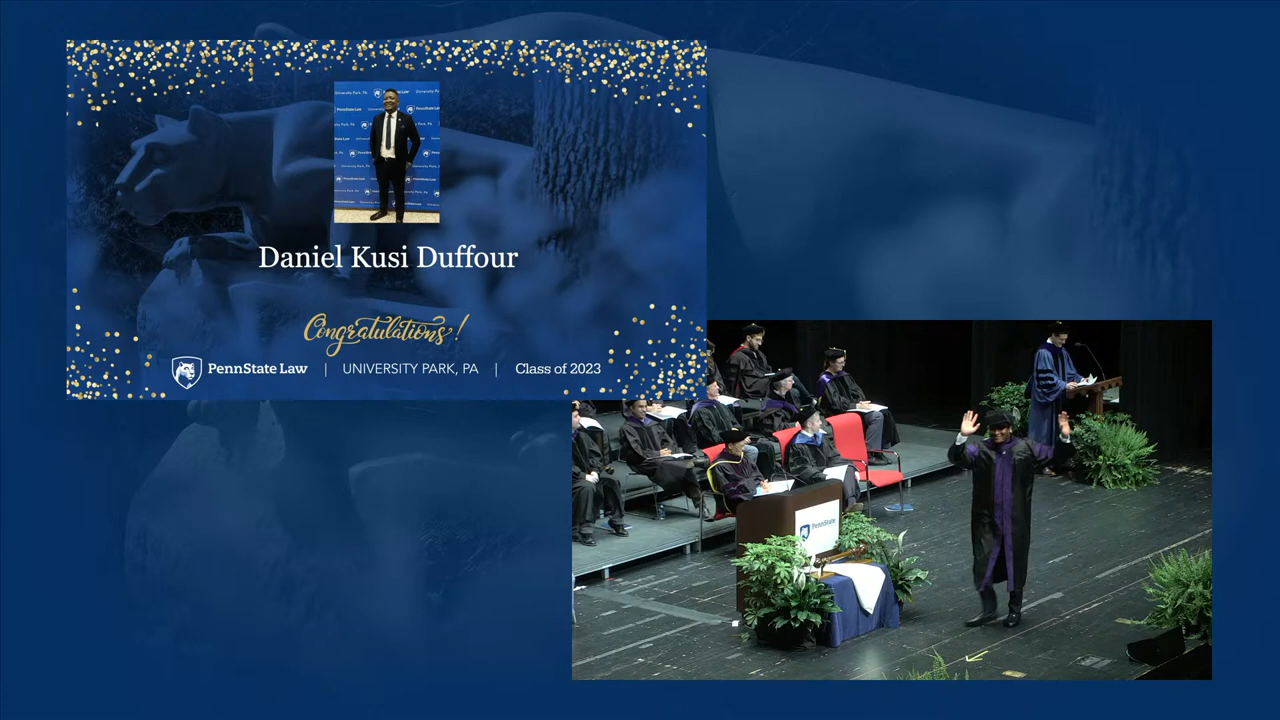 Daniel Kusi Duffour
Congratulations!
PennState Law | UNIVERSITY PARK, PA | Class of 2023
PennState